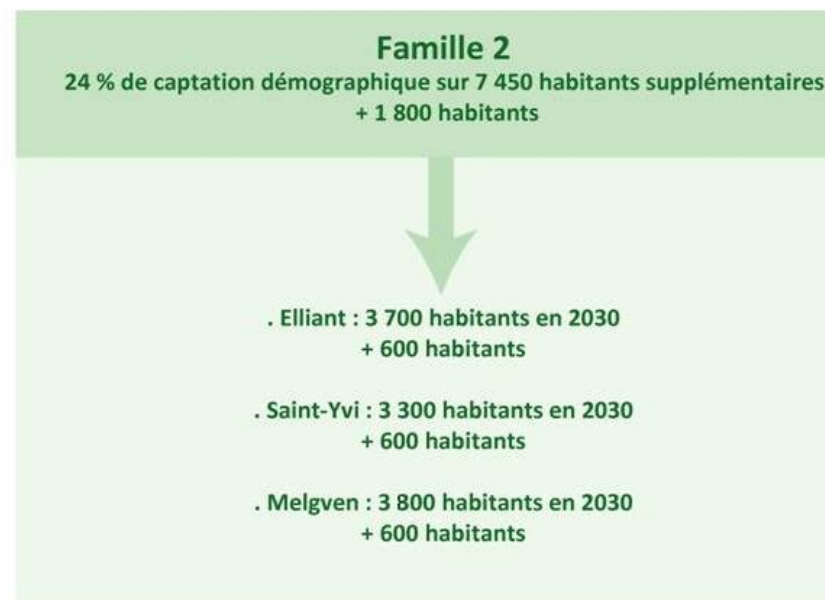 Famille 2
24 % de captation démographique sur 7 450 habitants supplémentaires
+ 1 800 habitants
. Elliant : 3 700 habitants en 2030
+ 600 habitants
. Saint-Yvi : 3 300 habitants en 2030
+ 600 habitants
. Melgven : 3 800 habitants en 2030
+ 600 habitants